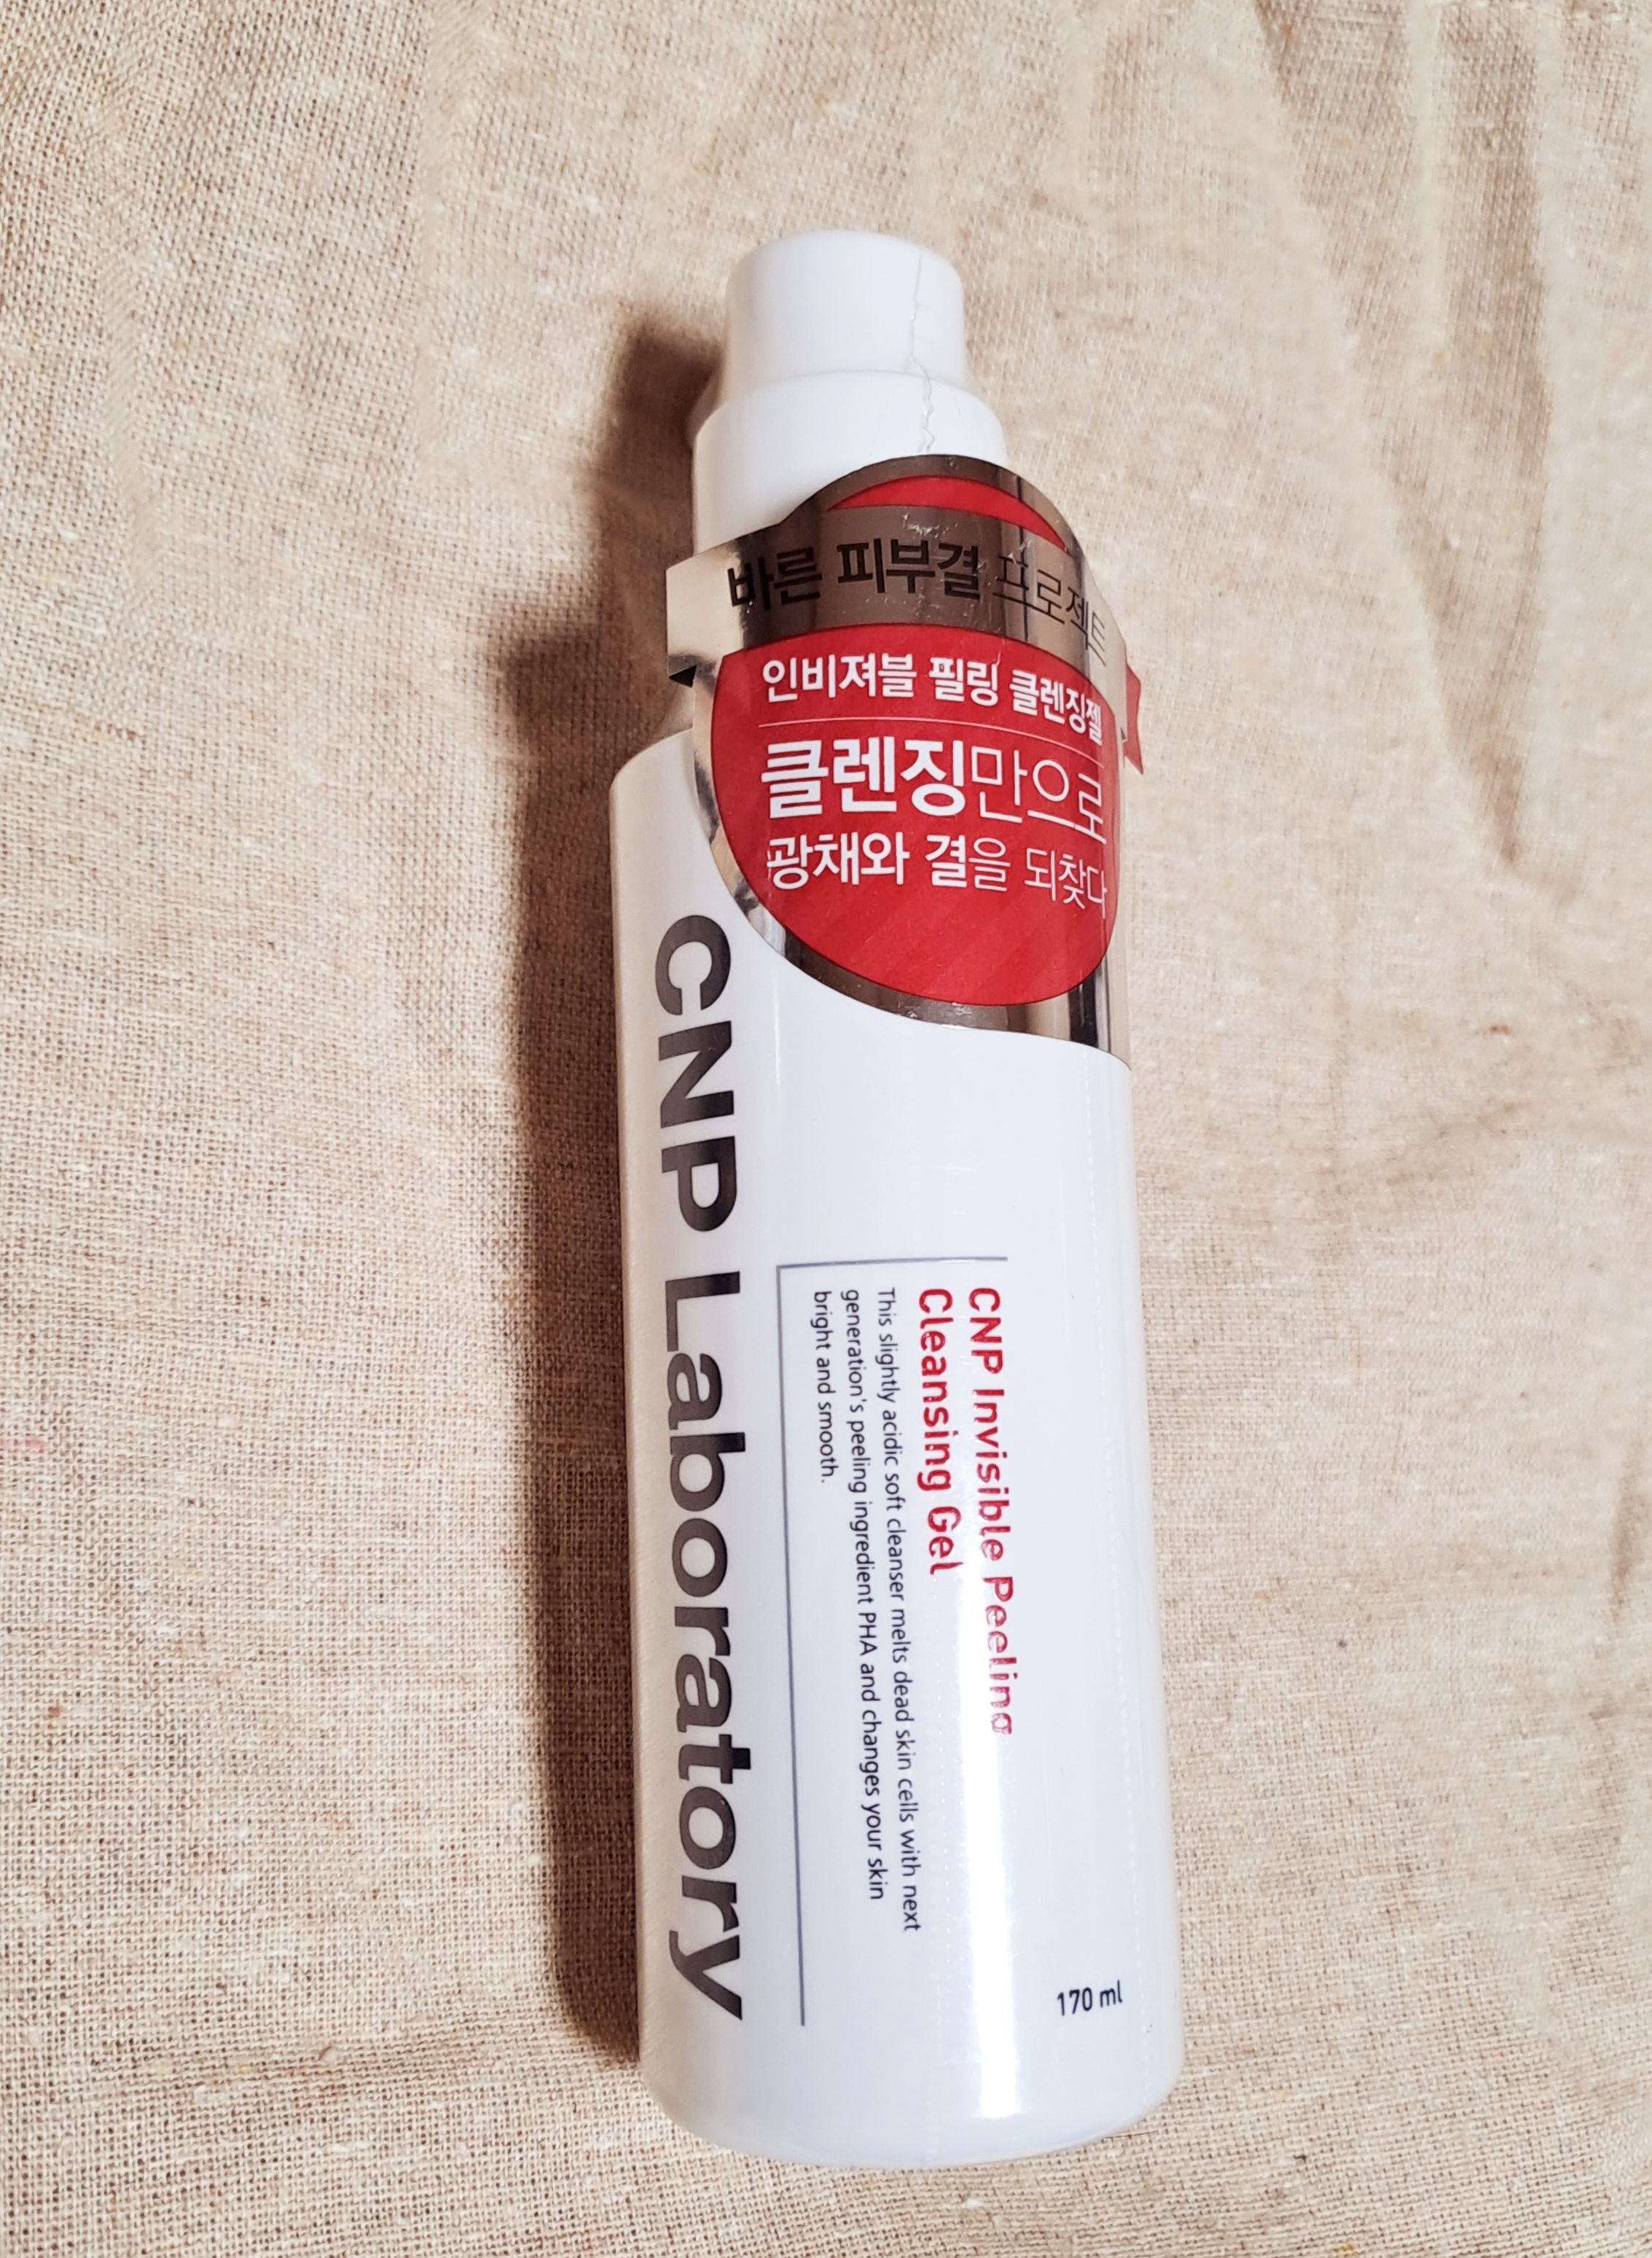 바른 피부결 프로젝트
인비져블 필링 클렌징젤
클렌징만으로
광채와 결을 되찾다
CNP Laboratory
CNP Invisible Peeling
Cleansing Gel
This slightly acidic soft cleanser melts dead skin cells with next
generation's peeling ingredient PHA and changes your skin
bright and smooth.
170 ml